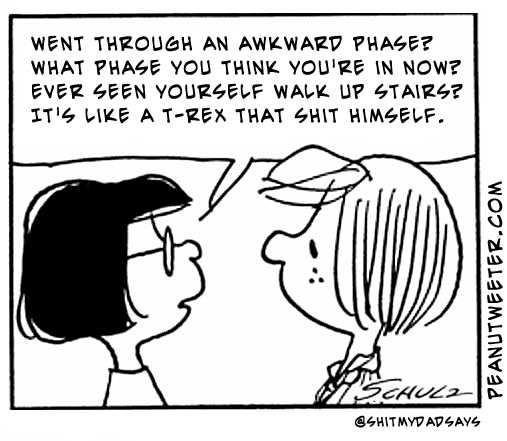 WENT THROUGH AN AWKWARD PHASE?
WHAT PHASE YOU THINK YOU'RE IN NOW?
EVER SEEN YOURSELF WALK UP STAIRS?
IT'S LIKE A T-REX THAT SHIT HIMSELF.
SCHULZ
PEANUTWEETER.COM
@SHITMYDADSAYS